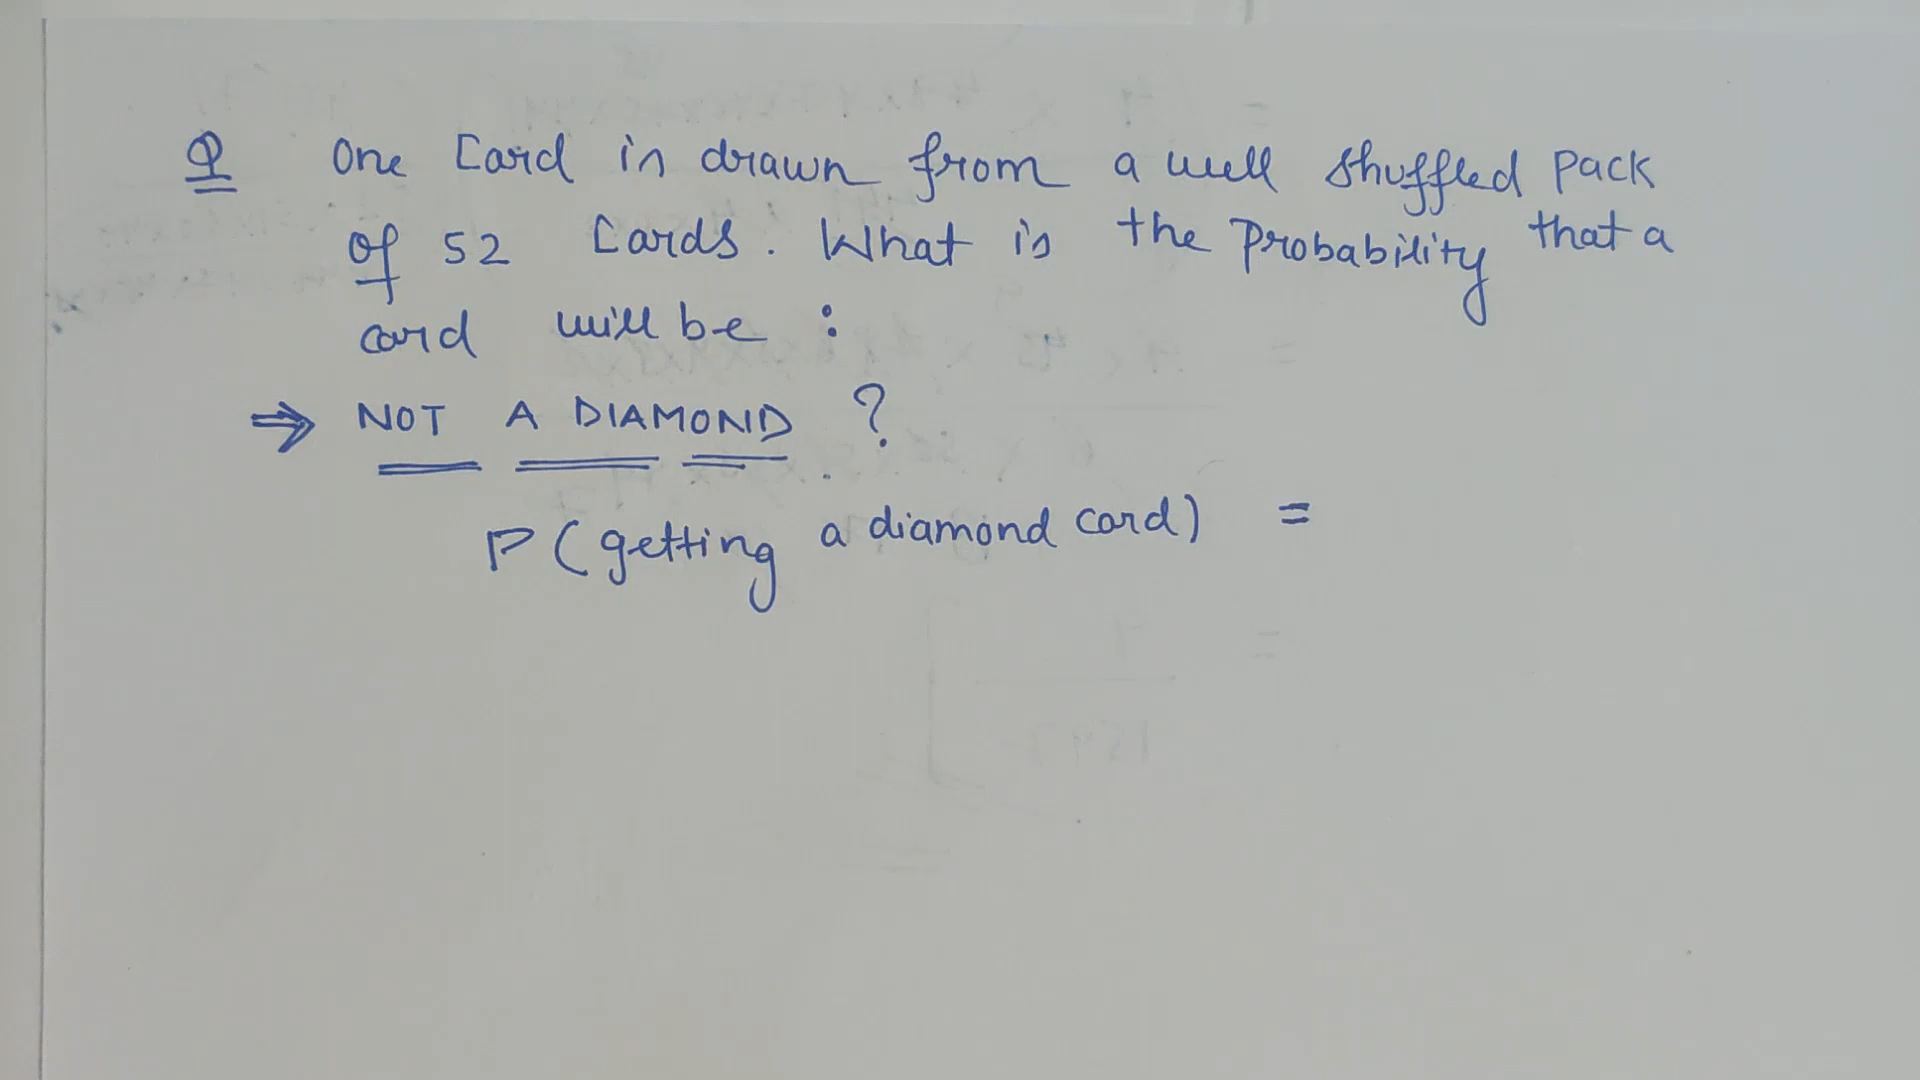 Q One Card is drawn from a well shuffled pack
of 52 Cards. What is the Probability that a
card will be :
⇒ NOT A DIAMOND ?
P (getting a diamond card) =